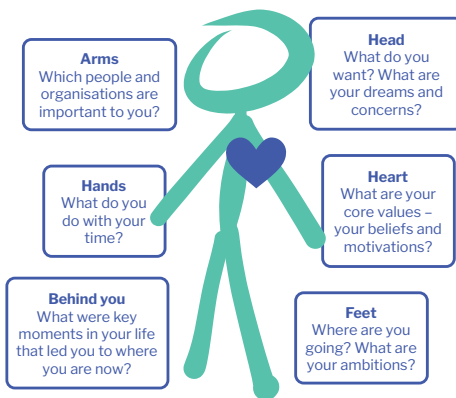 Arms
Which people and
organisations are
important to you?
Head
What do you
want? What are
your dreams and
concerns?
Hands
What do you
do with your
time?
Heart
What are your
core values –
your beliefs and
motivations?
Behind you
What were key
moments in your life
that led you to where
you are now?
Feet
Where are you
going? What are
your ambitions?